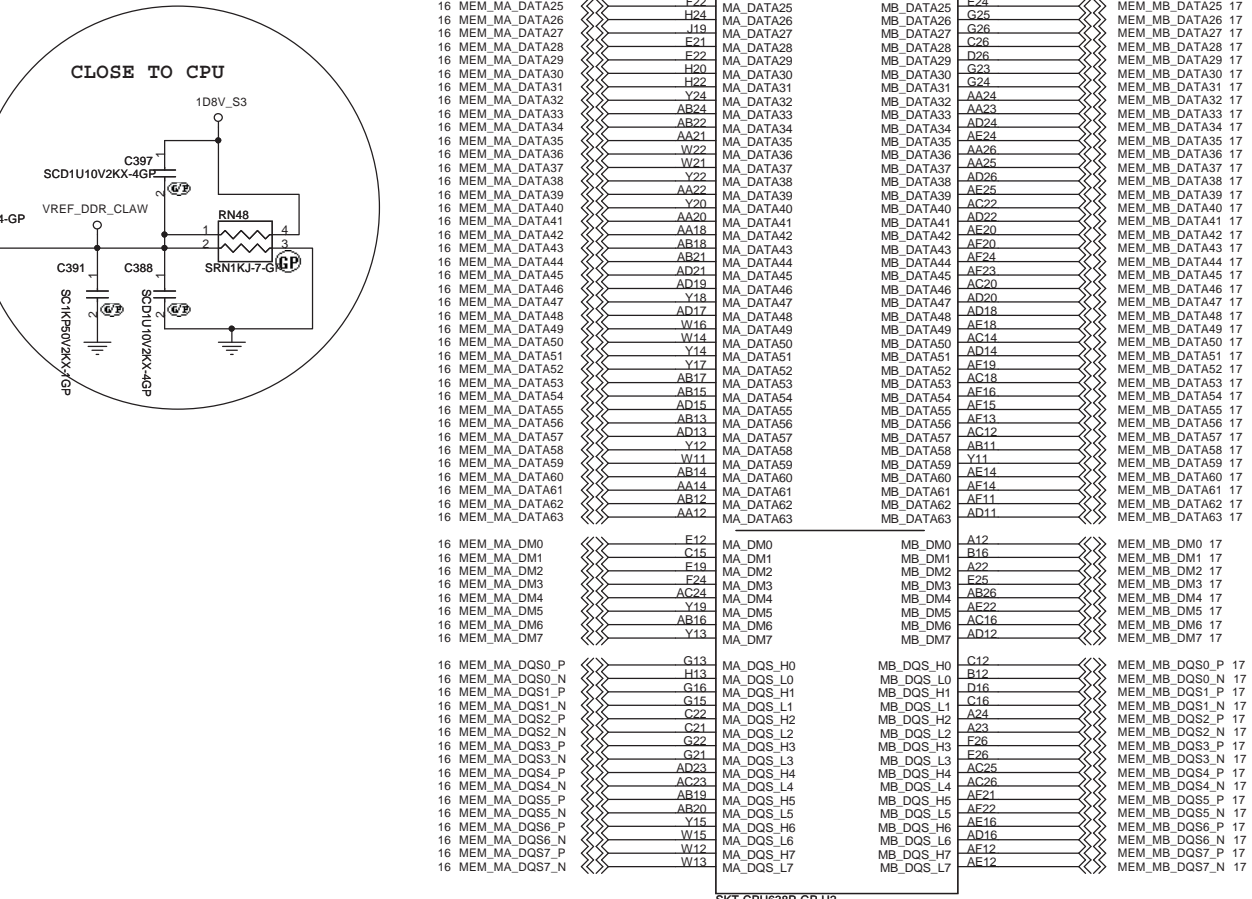 CLOSE TO CPU
1D8V_S3
C397
SCD1U10V2KX-4GP
1
2
G/P
4-GP
VREF_DDR_CLAW
RN48
1 4
2 3
SRN1KJ-7-GP
GP
C391 1
2
G/P
SC1KP50V2KX-1GP
C388 1
2
G/P
SCD1U10V2KX-4GP
16 MEM_MA_DATA25 F22 MA_DATA25 MB_DATA25 E24 MEM_MB_DATA25 17
16 MEM_MA_DATA26 H24 MA_DATA26 MB_DATA26 G25 MEM_MB_DATA26 17
16 MEM_MA_DATA27 J19 MA_DATA27 MB_DATA27 G26 MEM_MB_DATA27 17
16 MEM_MA_DATA28 E21 MA_DATA28 MB_DATA28 C26 MEM_MB_DATA28 17
16 MEM_MA_DATA29 E22 MA_DATA29 MB_DATA29 D26 MEM_MB_DATA29 17
16 MEM_MA_DATA30 H20 MA_DATA30 MB_DATA30 G23 MEM_MB_DATA30 17
16 MEM_MA_DATA31 H22 MA_DATA31 MB_DATA31 G24 MEM_MB_DATA31 17
16 MEM_MA_DATA32 Y24 MA_DATA32 MB_DATA32 AA24 MEM_MB_DATA32 17
16 MEM_MA_DATA33 AB24 MA_DATA33 MB_DATA33 AA23 MEM_MB_DATA33 17
16 MEM_MA_DATA34 AB22 MA_DATA34 MB_DATA34 AD24 MEM_MB_DATA34 17
16 MEM_MA_DATA35 AA21 MA_DATA35 MB_DATA35 AE24 MEM_MB_DATA35 17
16 MEM_MA_DATA36 W22 MA_DATA36 MB_DATA36 AA26 MEM_MB_DATA36 17
16 MEM_MA_DATA37 W21 MA_DATA37 MB_DATA37 AA25 MEM_MB_DATA37 17
16 MEM_MA_DATA38 Y22 MA_DATA38 MB_DATA38 AD26 MEM_MB_DATA38 17
16 MEM_MA_DATA39 AA22 MA_DATA39 MB_DATA39 AE25 MEM_MB_DATA39 17
16 MEM_MA_DATA40 Y20 MA_DATA40 MB_DATA40 AC22 MEM_MB_DATA40 17
16 MEM_MA_DATA41 AA20 MA_DATA41 MB_DATA41 AD22 MEM_MB_DATA41 17
16 MEM_MA_DATA42 AA18 MA_DATA42 MB_DATA42 AE20 MEM_MB_DATA42 17
16 MEM_MA_DATA43 AB18 MA_DATA43 MB_DATA43 AF20 MEM_MB_DATA43 17
16 MEM_MA_DATA44 AB21 MA_DATA44 MB_DATA44 AF24 MEM_MB_DATA44 17
16 MEM_MA_DATA45 AD21 MA_DATA45 MB_DATA45 AF23 MEM_MB_DATA45 17
16 MEM_MA_DATA46 AD19 MA_DATA46 MB_DATA46 AC20 MEM_MB_DATA46 17
16 MEM_MA_DATA47 Y18 MA_DATA47 MB_DATA47 AD20 MEM_MB_DATA47 17
16 MEM_MA_DATA48 AD17 MA_DATA48 MB_DATA48 AD18 MEM_MB_DATA48 17
16 MEM_MA_DATA49 W16 MA_DATA49 MB_DATA49 AE18 MEM_MB_DATA49 17
16 MEM_MA_DATA50 W14 MA_DATA50 MB_DATA50 AC14 MEM_MB_DATA50 17
16 MEM_MA_DATA51 Y14 MA_DATA51 MB_DATA51 AD14 MEM_MB_DATA51 17
16 MEM_MA_DATA52 Y17 MA_DATA52 MB_DATA52 AF19 MEM_MB_DATA52 17
16 MEM_MA_DATA53 AB17 MA_DATA53 MB_DATA53 AC18 MEM_MB_DATA53 17
16 MEM_MA_DATA54 AB15 MA_DATA54 MB_DATA54 AF16 MEM_MB_DATA54 17
16 MEM_MA_DATA55 AD15 MA_DATA55 MB_DATA55 AF15 MEM_MB_DATA55 17
16 MEM_MA_DATA56 AB13 MA_DATA56 MB_DATA56 AF13 MEM_MB_DATA56 17
16 MEM_MA_DATA57 AD13 MA_DATA57 MB_DATA57 AC12 MEM_MB_DATA57 17
16 MEM_MA_DATA58 Y12 MA_DATA58 MB_DATA58 AB11 MEM_MB_DATA58 17
16 MEM_MA_DATA59 W11 MA_DATA59 MB_DATA59 Y11 MEM_MB_DATA59 17
16 MEM_MA_DATA60 AB14 MA_DATA60 MB_DATA60 AE14 MEM_MB_DATA60 17
16 MEM_MA_DATA61 AA14 MA_DATA61 MB_DATA61 AF14 MEM_MB_DATA61 17
16 MEM_MA_DATA62 AB12 MA_DATA62 MB_DATA62 AF11 MEM_MB_DATA62 17
16 MEM_MA_DATA63 AA12 MA_DATA63 MB_DATA63 AD11 MEM_MB_DATA63 17
16 MEM_MA_DM0 E12 MA_DM0 MB_DM0 A12 MEM_MB_DM0 17
16 MEM_MA_DM1 C15 MA_DM1 MB_DM1 B16 MEM_MB_DM1 17
16 MEM_MA_DM2 E19 MA_DM2 MB_DM2 A22 MEM_MB_DM2 17
16 MEM_MA_DM3 F24 MA_DM3 MB_DM3 E25 MEM_MB_DM3 17
16 MEM_MA_DM4 AC24 MA_DM4 MB_DM4 AB26 MEM_MB_DM4 17
16 MEM_MA_DM5 Y19 MA_DM5 MB_DM5 AE22 MEM_MB_DM5 17
16 MEM_MA_DM6 AB16 MA_DM6 MB_DM6 AC16 MEM_MB_DM6 17
16 MEM_MA_DM7 Y13 MA_DM7 MB_DM7 AD12 MEM_MB_DM7 17
16 MEM_MA_DQS0_P G13 MA_DQS_H0 MB_DQS_H0 C12 MEM_MB_DQS0_P 17
16 MEM_MA_DQS0_N H13 MA_DQS_L0 MB_DQS_L0 B12 MEM_MB_DQS0_N 17
16 MEM_MA_DQS1_P G16 MA_DQS_H1 MB_DQS_H1 D16 MEM_MB_DQS1_P 17
16 MEM_MA_DQS1_N G15 MA_DQS_L1 MB_DQS_L1 C16 MEM_MB_DQS1_N 17
16 MEM_MA_DQS2_P C22 MA_DQS_H2 MB_DQS_H2 A24 MEM_MB_DQS2_P 17
16 MEM_MA_DQS2_N C21 MA_DQS_L2 MB_DQS_L2 A23 MEM_MB_DQS2_N 17
16 MEM_MA_DQS3_P G22 MA_DQS_H3 MB_DQS_H3 F26 MEM_MB_DQS3_P 17
16 MEM_MA_DQS3_N G21 MA_DQS_L3 MB_DQS_L3 E26 MEM_MB_DQS3_N 17
16 MEM_MA_DQS4_P AD23 MA_DQS_H4 MB_DQS_H4 AC25 MEM_MB_DQS4_P 17
16 MEM_MA_DQS4_N AC23 MA_DQS_L4 MB_DQS_L4 AC26 MEM_MB_DQS4_N 17
16 MEM_MA_DQS5_P AB19 MA_DQS_H5 MB_DQS_H5 AF21 MEM_MB_DQS5_P 17
16 MEM_MA_DQS5_N AB20 MA_DQS_L5 MB_DQS_L5 AF22 MEM_MB_DQS5_N 17
16 MEM_MA_DQS6_P Y15 MA_DQS_H6 MB_DQS_H6 AE16 MEM_MB_DQS6_P 17
16 MEM_MA_DQS6_N W15 MA_DQS_L6 MB_DQS_L6 AD16 MEM_MB_DQS6_N 17
16 MEM_MA_DQS7_P W12 MA_DQS_H7 MB_DQS_H7 AF12 MEM_MB_DQS7_P 17
16 MEM_MA_DQS7_N W13 MA_DQS_L7 MB_DQS_L7 AE12 MEM_MB_DQS7_N 17
SKT-CPU638P-GP-U2